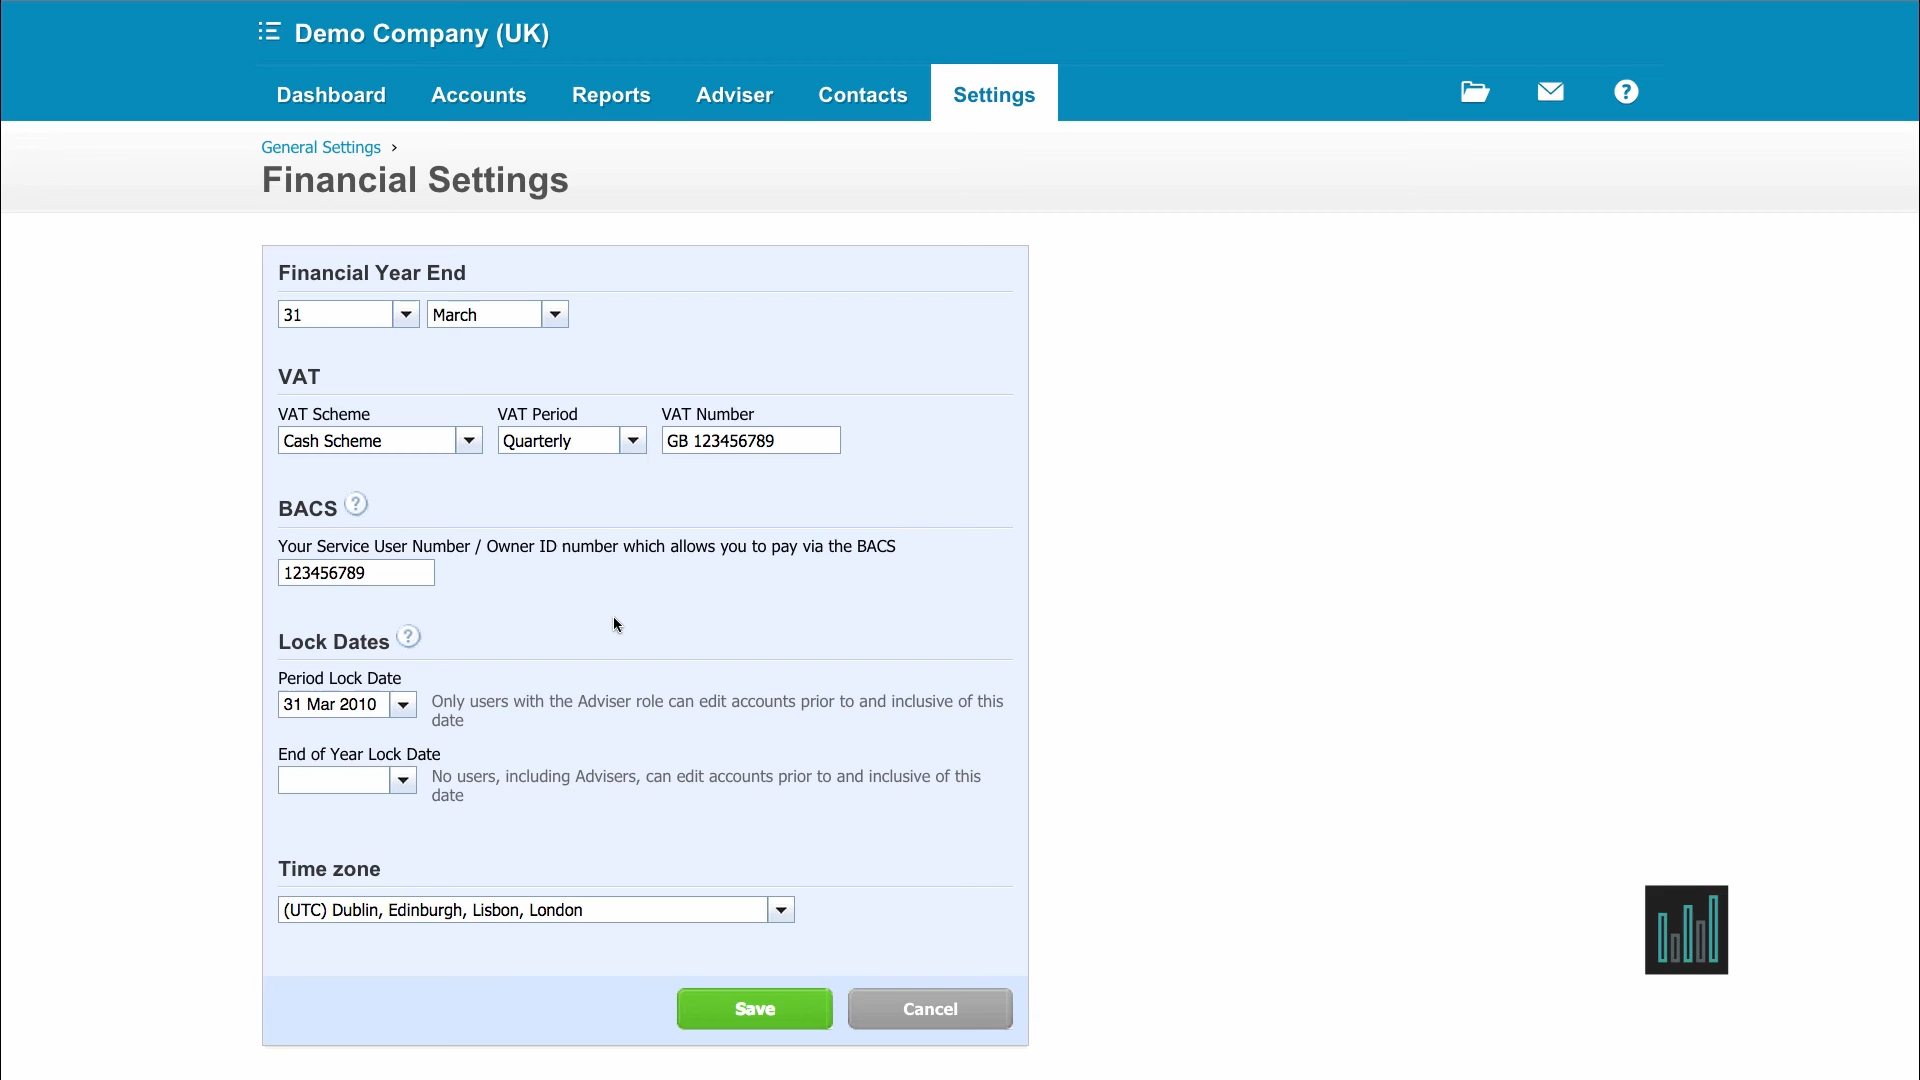 Demo Company (UK)
Dashboard Accounts Reports Adviser Contacts Settings ?
General Settings ›
Financial Settings
Financial Year End
31 March
VAT
VAT Scheme VAT Period VAT Number
Cash Scheme Quarterly GB 123456789
BACS ?
Your Service User Number / Owner ID number which allows you to pay via the BACS
123456789
Lock Dates ?
Period Lock Date
31 Mar 2010 Only users with the Adviser role can edit accounts prior to and inclusive of this
date
End of Year Lock Date
No users, including Advisers, can edit accounts prior to and inclusive of this
date
Time zone
(UTC) Dublin, Edinburgh, Lisbon, London
Save Cancel